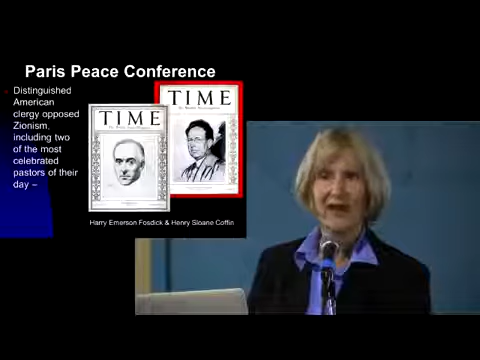 Paris Peace Conference
Distinguished
American
clergy opposed
Zionism,
including two
of the most
celebrated
pastors of their
day –
TIME
TIME
Harry Emerson Fosdick & Henry Sloane Coffin